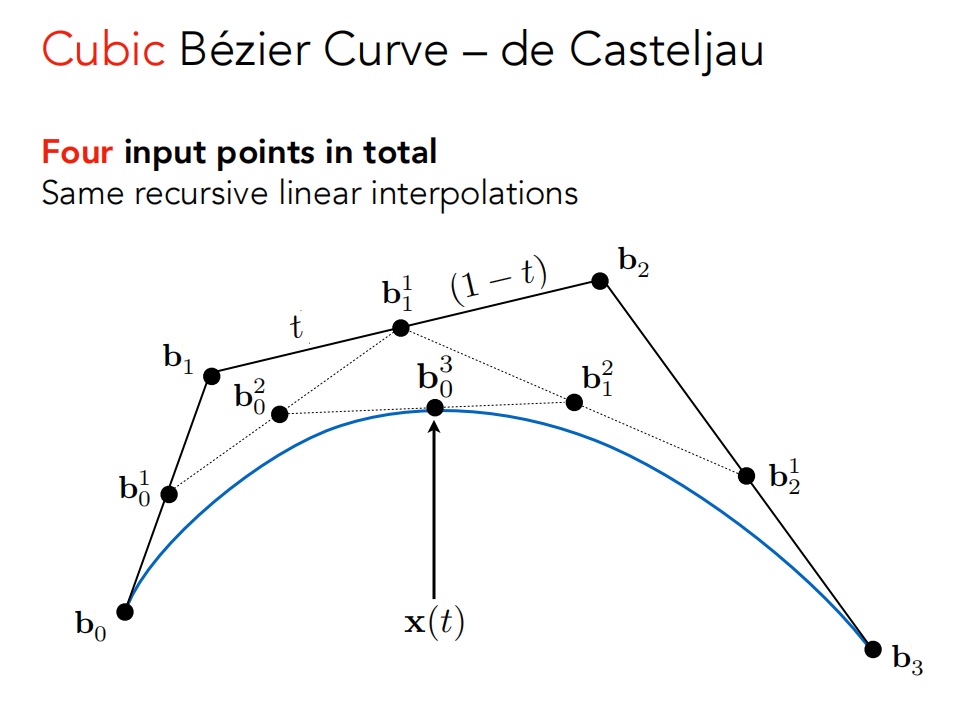 Cubic Bézier Curve – de Casteljau
Four input points in total
Same recursive linear interpolations
b₂
(1 − t)
b₁¹
t
b₁
b₀³
b₁²
b₀²
b₂¹
b₀¹
b₀
x(t)
b₃